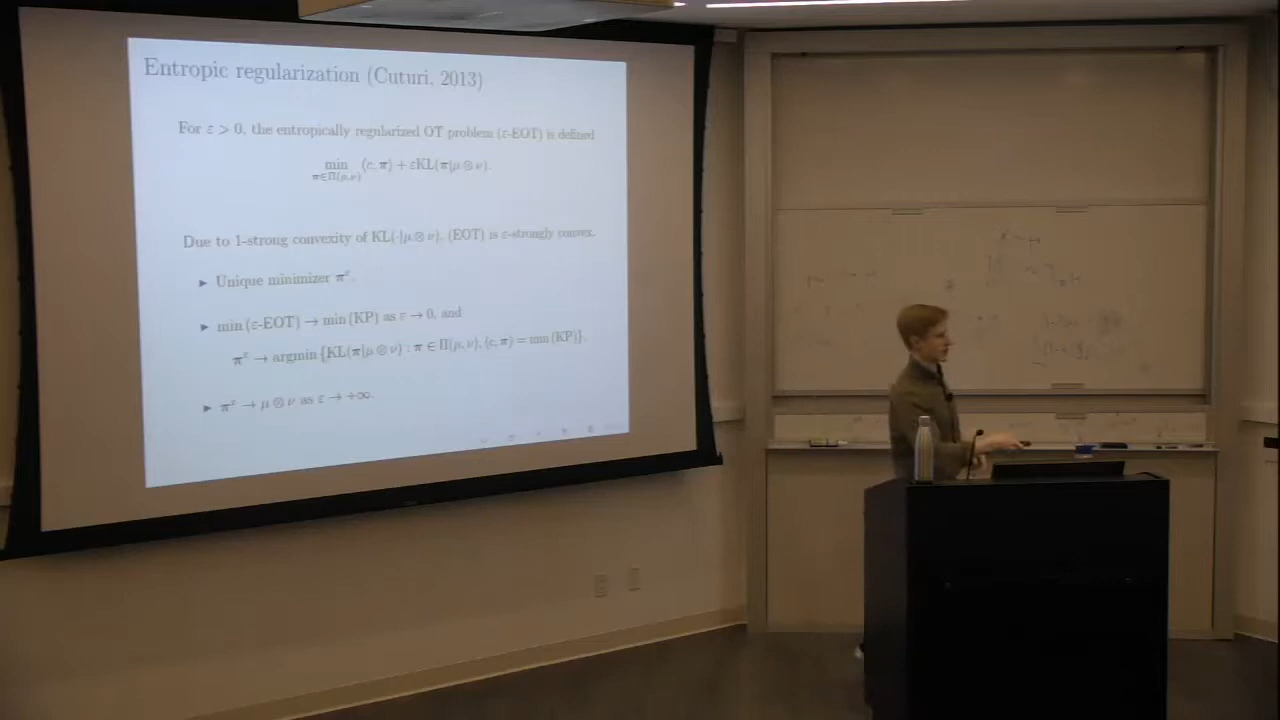 Entropic regularization (Cuturi, 2013)
For ε > 0, the entropically regularized OT problem (ε-EOT) is defined
min ⟨c, π⟩ + εKL(π|μ ⊗ ν).
π∈Π(μ,ν)
Due to 1-strong convexity of KL(·|μ ⊗ ν), (EOT) is ε-strongly convex.
▶ Unique minimizer π^ε.
▶ min (ε-EOT) → min (KP) as ε → 0, and
π^ε → argmin {KL(π|μ ⊗ ν) : π ∈ Π(μ, ν), ⟨c, π⟩ = min (KP)}.
▶ π^ε → μ ⊗ ν as ε → +∞.